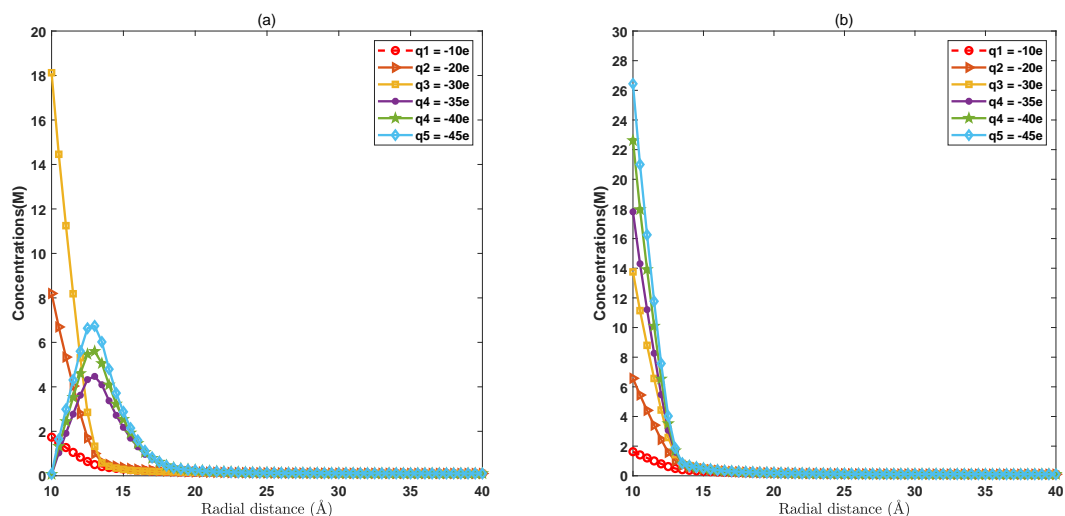 (a)
20
18
16
14
12
10
8
6
4
2
0
Concentrations(M)
q1 = -10e
q2 = -20e
q3 = -30e
q4 = -35e
q4 = -40e
q5 = -45e
10 15 20 25 30 35 40
Radial distance (Å)
(b)
30
28
26
24
22
20
18
16
14
12
10
8
6
4
2
0
Concentrations(M)
q1 = -10e
q2 = -20e
q3 = -30e
q4 = -35e
q4 = -40e
q5 = -45e
10 15 20 25 30 35 40
Radial distance (Å)